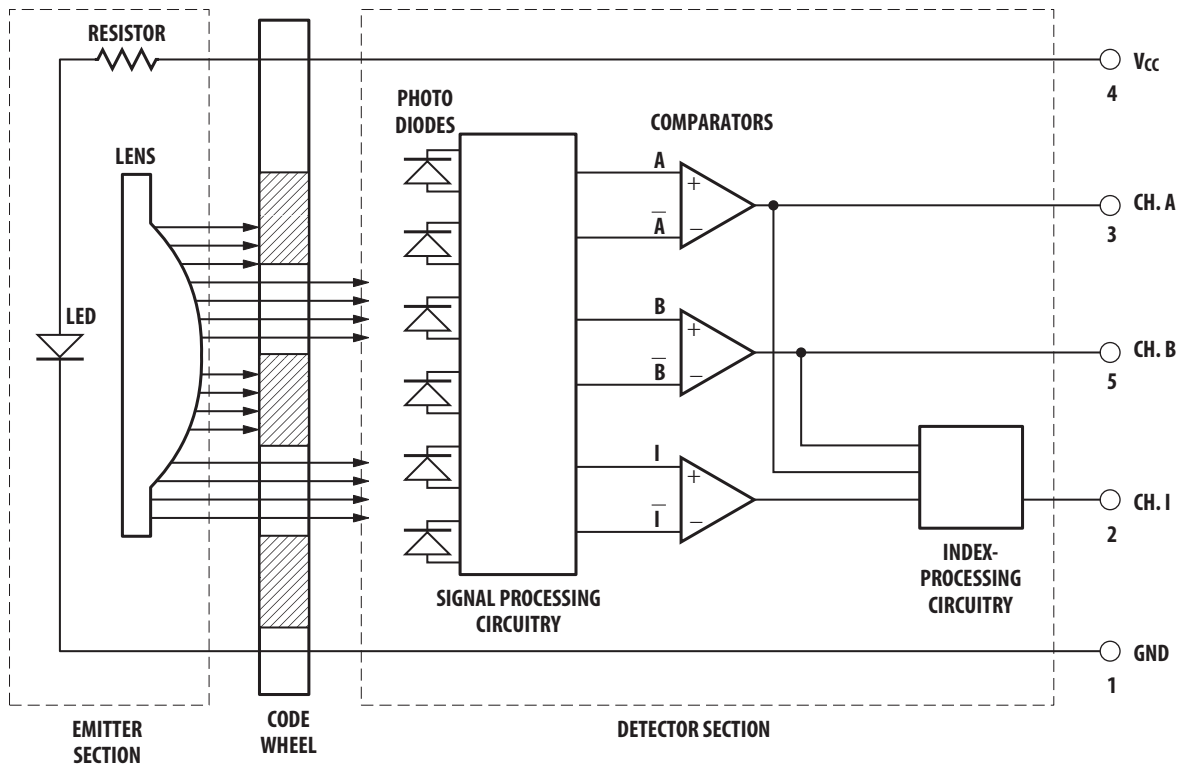 RESISTOR
VCC
4
PHOTO
DIODES
COMPARATORS
LENS
A
+
A̅
−
CH. A
3
LED
B
+
B̅
−
CH. B
5
I
+
I̅
−
CH. I
2
INDEX-
PROCESSING
CIRCUITRY
SIGNAL PROCESSING
CIRCUITRY
GND
1
EMITTER
SECTION
CODE
WHEEL
DETECTOR SECTION